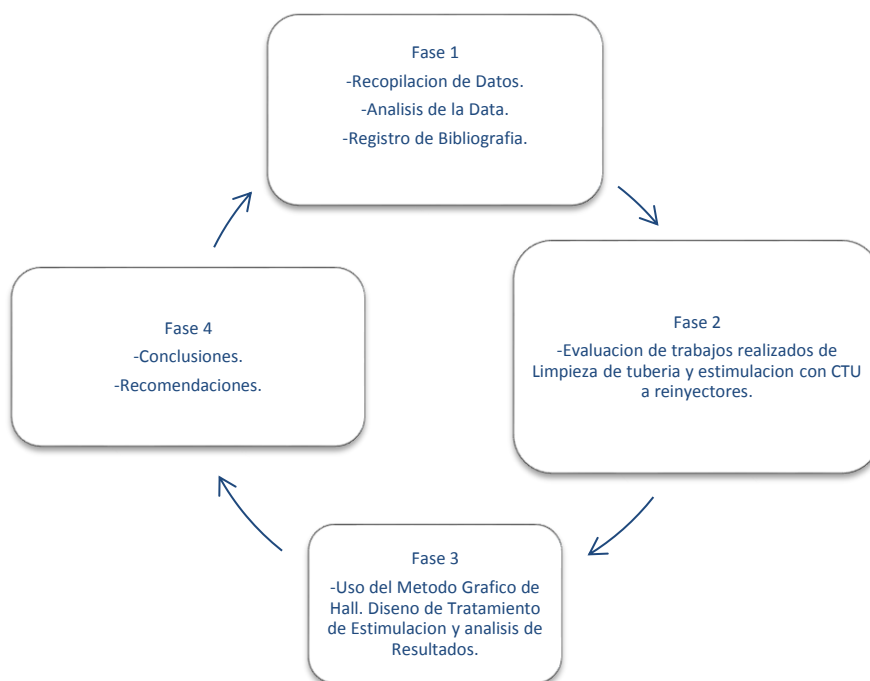 Fase 1
-Recopilacion de Datos.
-Analisis de la Data.
-Registro de Bibliografia.
Fase 2
-Evaluacion de trabajos realizados de
Limpieza de tuberia y estimulacion con CTU
a reinyectores.
Fase 3
-Uso del Metodo Grafico de
Hall. Diseno de Tratamiento
de Estimulacion y analisis de
Resultados.
Fase 4
-Conclusiones.
-Recomendaciones.